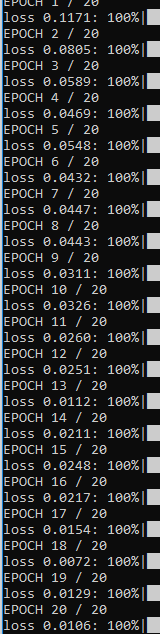 EPOCH 1 / 20
loss 0.1171: 100%|
EPOCH 2 / 20
loss 0.0805: 100%|
EPOCH 3 / 20
loss 0.0589: 100%|
EPOCH 4 / 20
loss 0.0469: 100%|
EPOCH 5 / 20
loss 0.0548: 100%|
EPOCH 6 / 20
loss 0.0432: 100%|
EPOCH 7 / 20
loss 0.0447: 100%|
EPOCH 8 / 20
loss 0.0443: 100%|
EPOCH 9 / 20
loss 0.0311: 100%|
EPOCH 10 / 20
loss 0.0326: 100%|
EPOCH 11 / 20
loss 0.0260: 100%|
EPOCH 12 / 20
loss 0.0251: 100%|
EPOCH 13 / 20
loss 0.0112: 100%|
EPOCH 14 / 20
loss 0.0211: 100%|
EPOCH 15 / 20
loss 0.0248: 100%|
EPOCH 16 / 20
loss 0.0217: 100%|
EPOCH 17 / 20
loss 0.0154: 100%|
EPOCH 18 / 20
loss 0.0072: 100%|
EPOCH 19 / 20
loss 0.0129: 100%|
EPOCH 20 / 20
loss 0.0106: 100%|